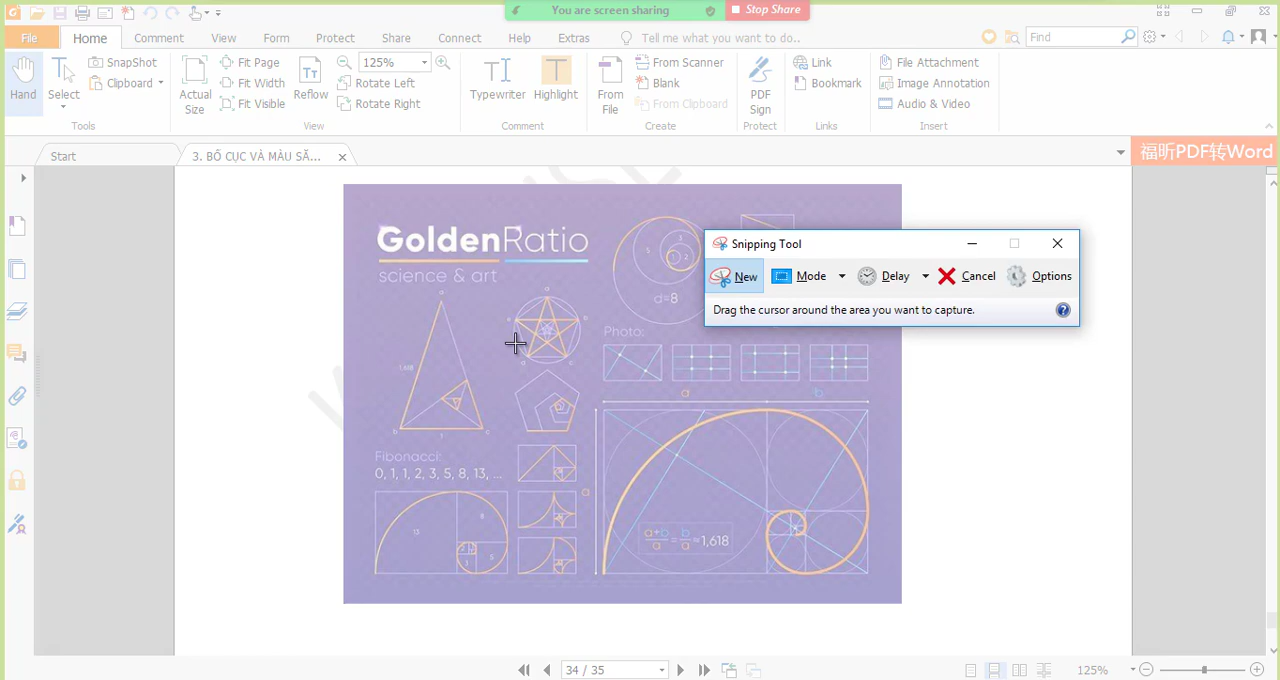 You are screen sharing
Stop Share
File
Home
Comment
View
Form
Protect
Share
Connect
Help
Extras
Tell me what you want to do..
Find
Hand
Select
SnapShot
Clipboard
Tools
Actual Size
Fit Page
Fit Width
Fit Visible
Reflow
125%
Rotate Left
Rotate Right
View
Typewriter
Highlight
Comment
From File
From Scanner
Blank
From Clipboard
Create
PDF Sign
Protect
Link
Bookmark
Links
File Attachment
Image Annotation
Audio & Video
Insert
Start
3. BỐ CỤC VÀ MÀU SĂ...
福昕PDF转Word
GoldenRatio
science & art
d=8
Photo:
Snipping Tool
New
Mode
Delay
Cancel
Options
Drag the cursor around the area you want to capture.
1,618
b
1
c
a
b
Fibonacci:
0, 1, 1, 2, 3, 5, 8, 13, ...
13
8
5
a
a+b/a = b/a =1,618
34 / 35
125%